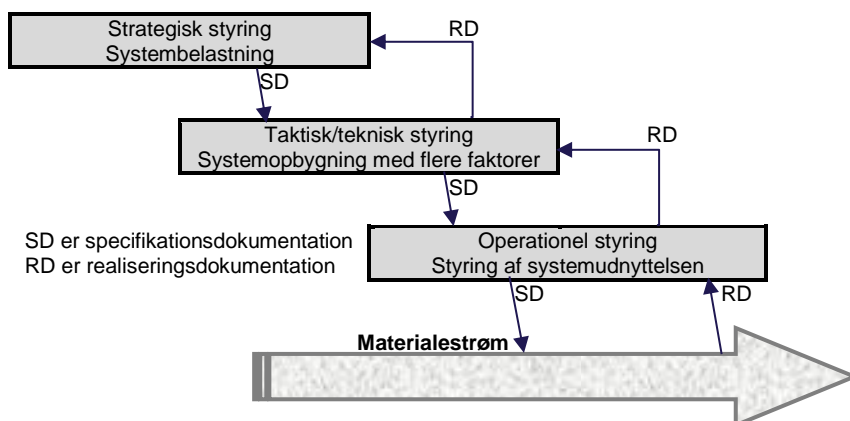 Strategisk styring
Systembelastning
RD
SD
Taktisk/teknisk styring
Systemopbygning med flere faktorer
RD
SD
SD er specifikationsdokumentation
RD er realiseringsdokumentation
Operationel styring
Styring af systemudnyttelsen
SD
RD
Materialestrøm